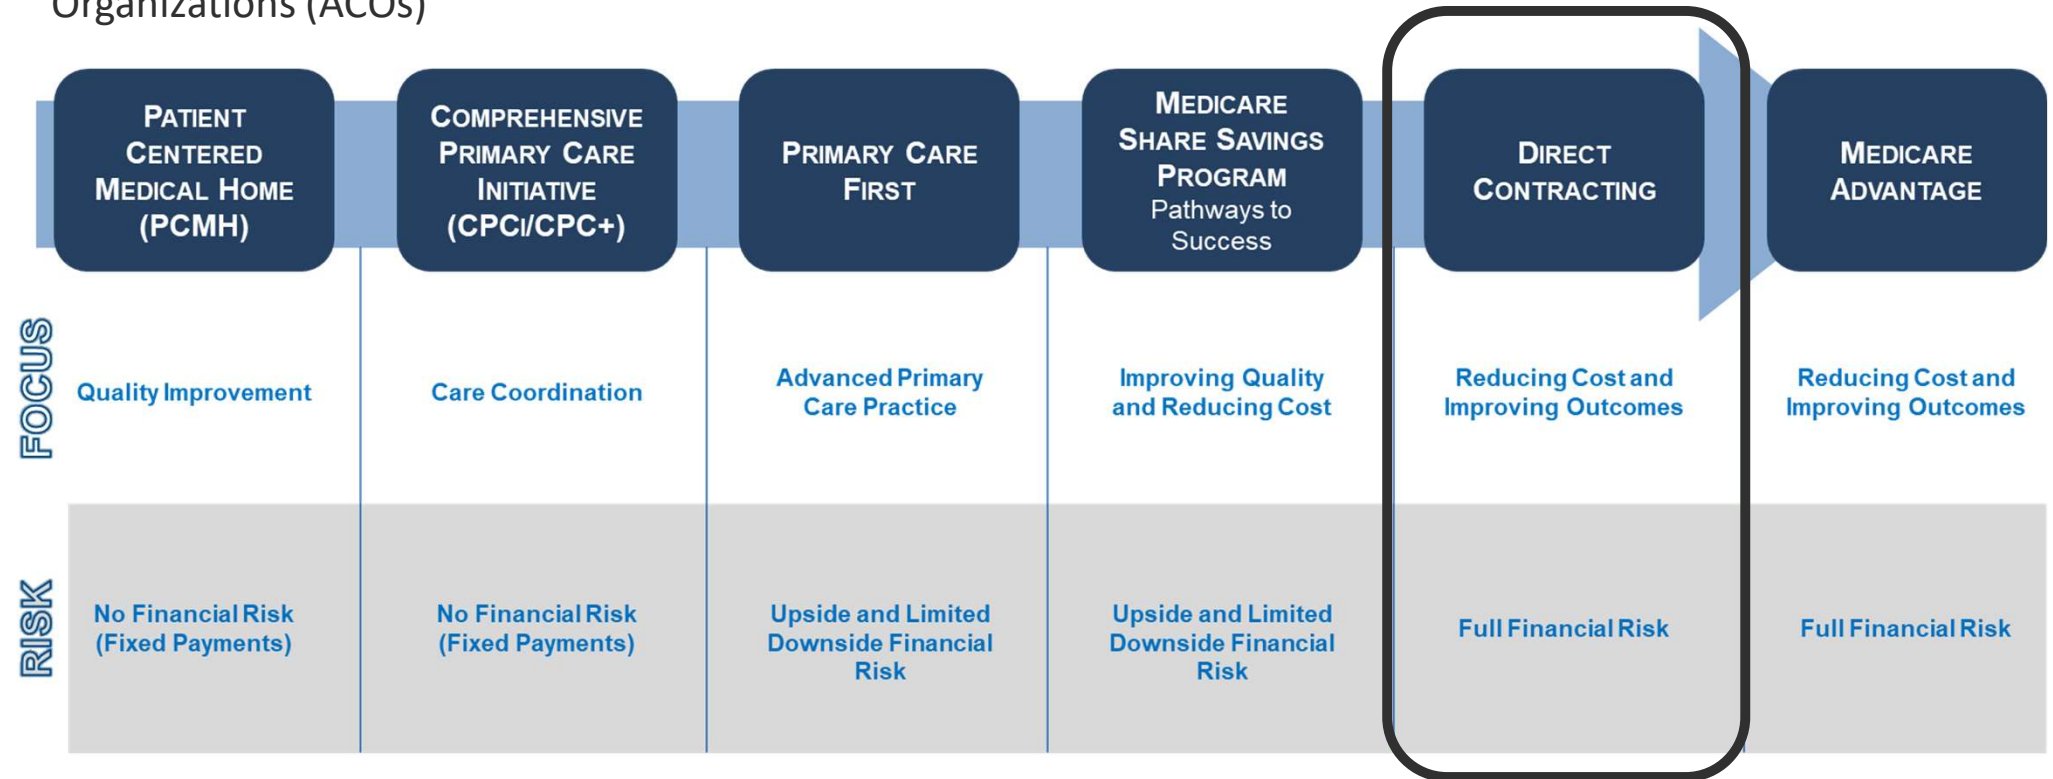 Organizations (ACOs)
PATIENT
CENTERED
MEDICAL HOME
(PCMH)
COMPREHENSIVE
PRIMARY CARE
INITIATIVE
(CPCI/CPC+)
PRIMARY CARE
FIRST
MEDICARE
SHARE SAVINGS
PROGRAM
Pathways to
Success
DIRECT
CONTRACTING
MEDICARE
ADVANTAGE
FOCUS
Quality Improvement
Care Coordination
Advanced Primary
Care Practice
Improving Quality
and Reducing Cost
Reducing Cost and
Improving Outcomes
Reducing Cost and
Improving Outcomes
RISK
No Financial Risk
(Fixed Payments)
No Financial Risk
(Fixed Payments)
Upside and Limited
Downside Financial
Risk
Upside and Limited
Downside Financial
Risk
Full Financial Risk
Full Financial Risk